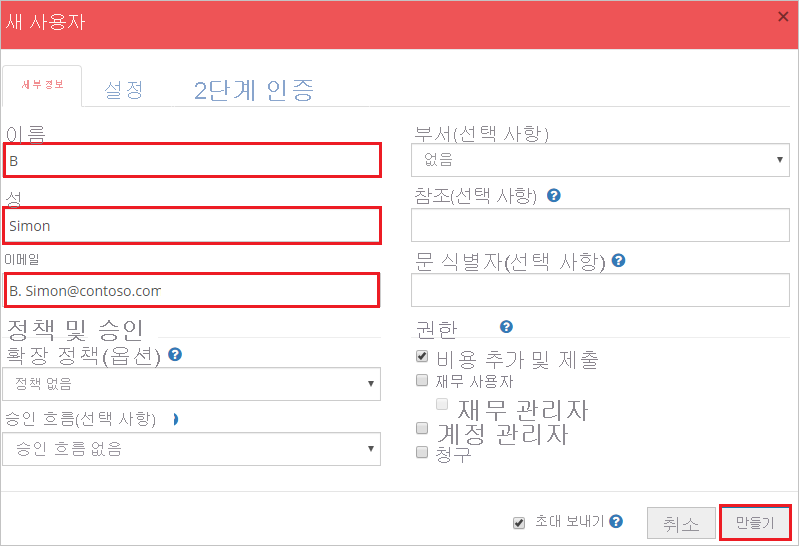 새 사용자
세부 정보
설정
2단계 인증
이름
B
성
Simon
이메일
B. Simon@contoso.com
정책 및 승인
확장 정책(옵션)
정책 없음
승인 흐름(선택 사항)
승인 흐름 없음
부서(선택 사항)
없음
참조(선택 사항)
문 식별자(선택 사항)
권한
비용 추가 및 제출
재무 사용자
재무 관리자
계정 관리자
청구
초대 보내기
취소
만들기